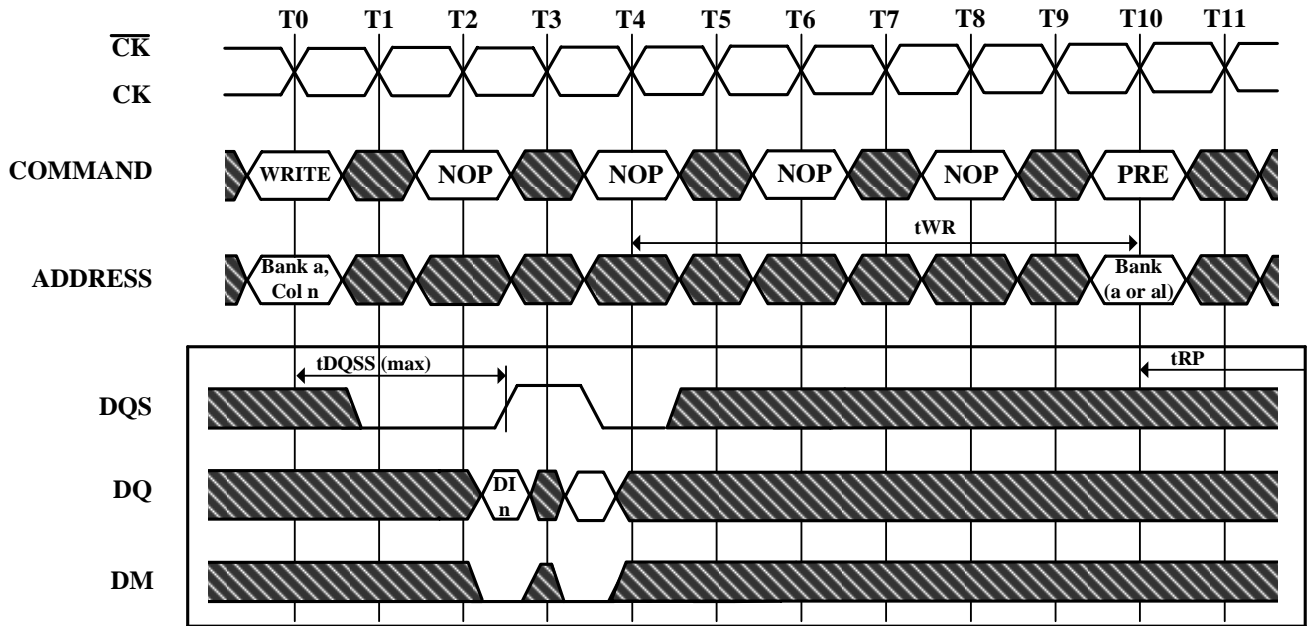 T0 T1 T2 T3 T4 T5 T6 T7 T8 T9 T10 T11
CK
CK
COMMAND WRITE NOP NOP NOP NOP PRE
tWR
ADDRESS Bank a, Col n Bank (a or al)
tDQSS (max) tRP
DQS
DQ DI n
DM